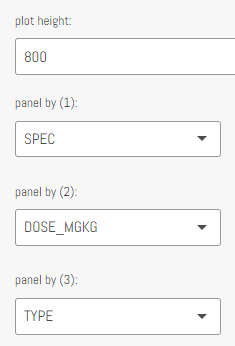 plot height:
800
panel by (1):
SPEC
panel by (2):
DOSE_MGKG
panel by (3):
TYPE